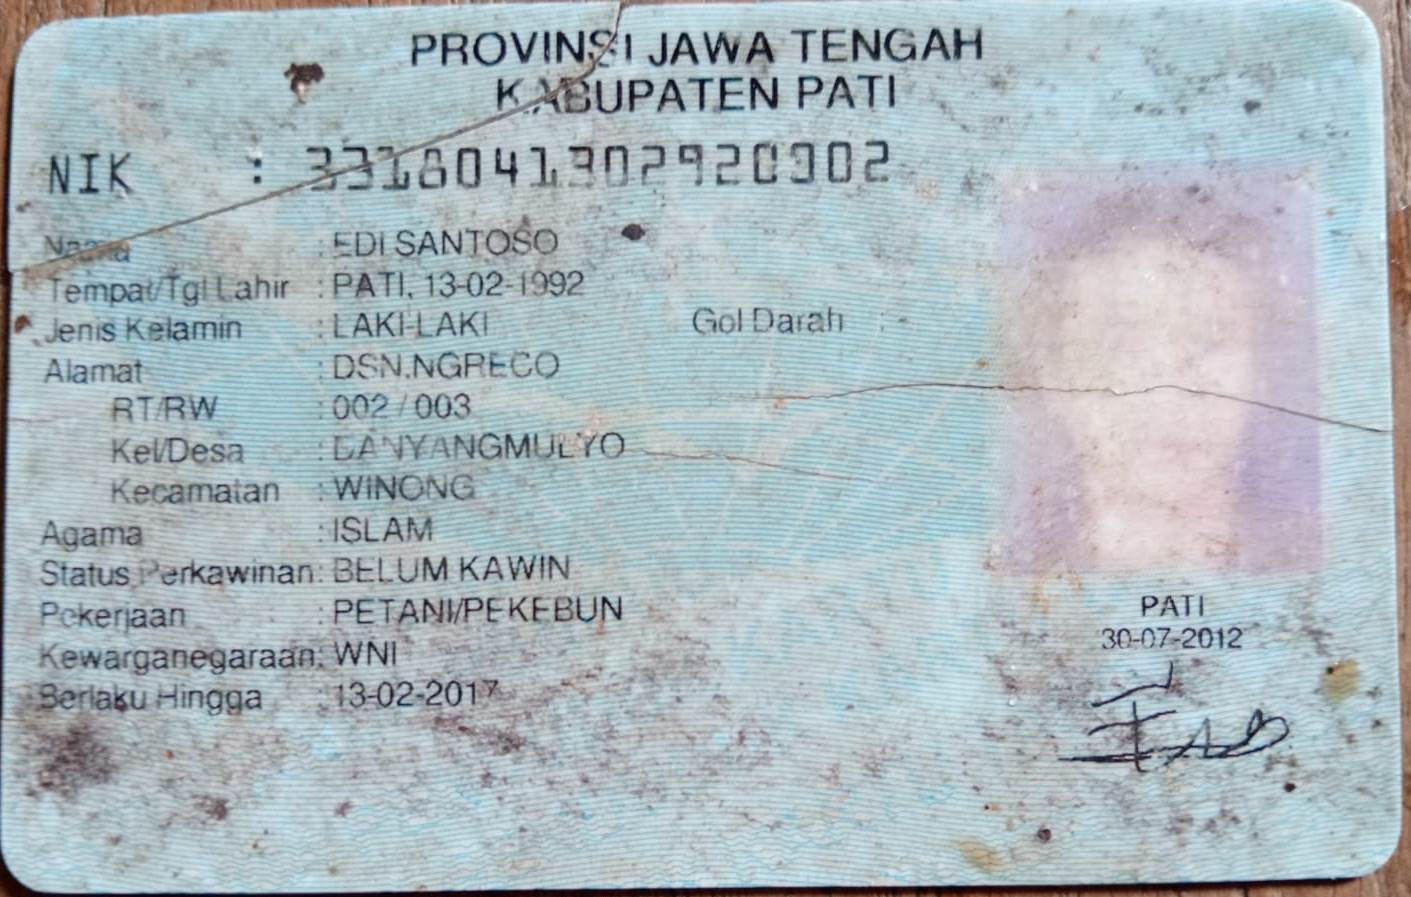 PROVINSI JAWA TENGAH
KABUPATEN PATI
NIK : 3318041302920302
Nama : EDI SANTOSO
Tempat/Tgl Lahir : PATI, 13-02-1992
Jenis Kelamin : LAKI-LAKI Gol Darah : -
Alamat : DSN.NGRECO
RT/RW : 002 / 003
Kel/Desa : DANYANGMULYO
Kecamatan : WINONG
Agama : ISLAM
Status Perkawinan: BELUM KAWIN
Pekerjaan : PETANI/PEKEBUN
Kewarganegaraan: WNI
Berlaku Hingga : 13-02-2017
PATI
30-07-2012